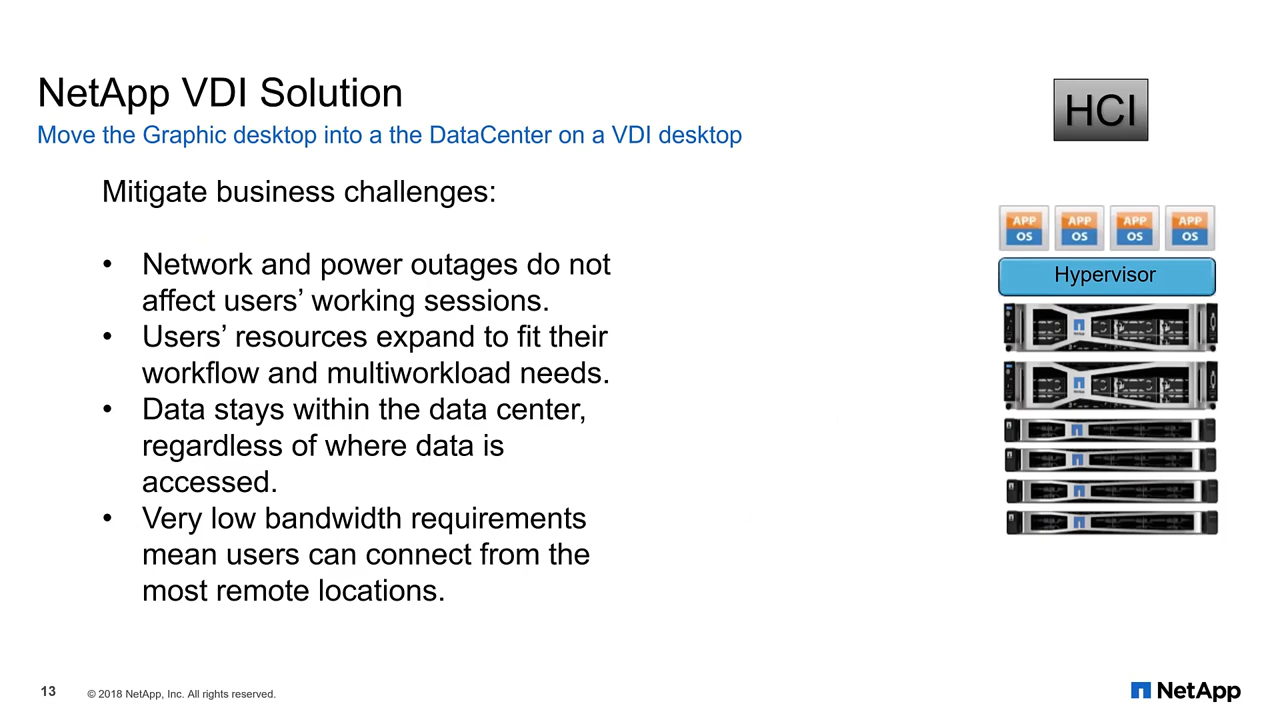 NetApp VDI Solution
Move the Graphic desktop into a the DataCenter on a VDI desktop
HCI
Mitigate business challenges:
• Network and power outages do not
affect users’ working sessions.
• Users’ resources expand to fit their
workflow and multiworkload needs.
• Data stays within the data center,
regardless of where data is
accessed.
• Very low bandwidth requirements
mean users can connect from the
most remote locations.
APP APP APP APP
OS OS OS OS
Hypervisor
13
© 2018 NetApp, Inc. All rights reserved.
NetApp